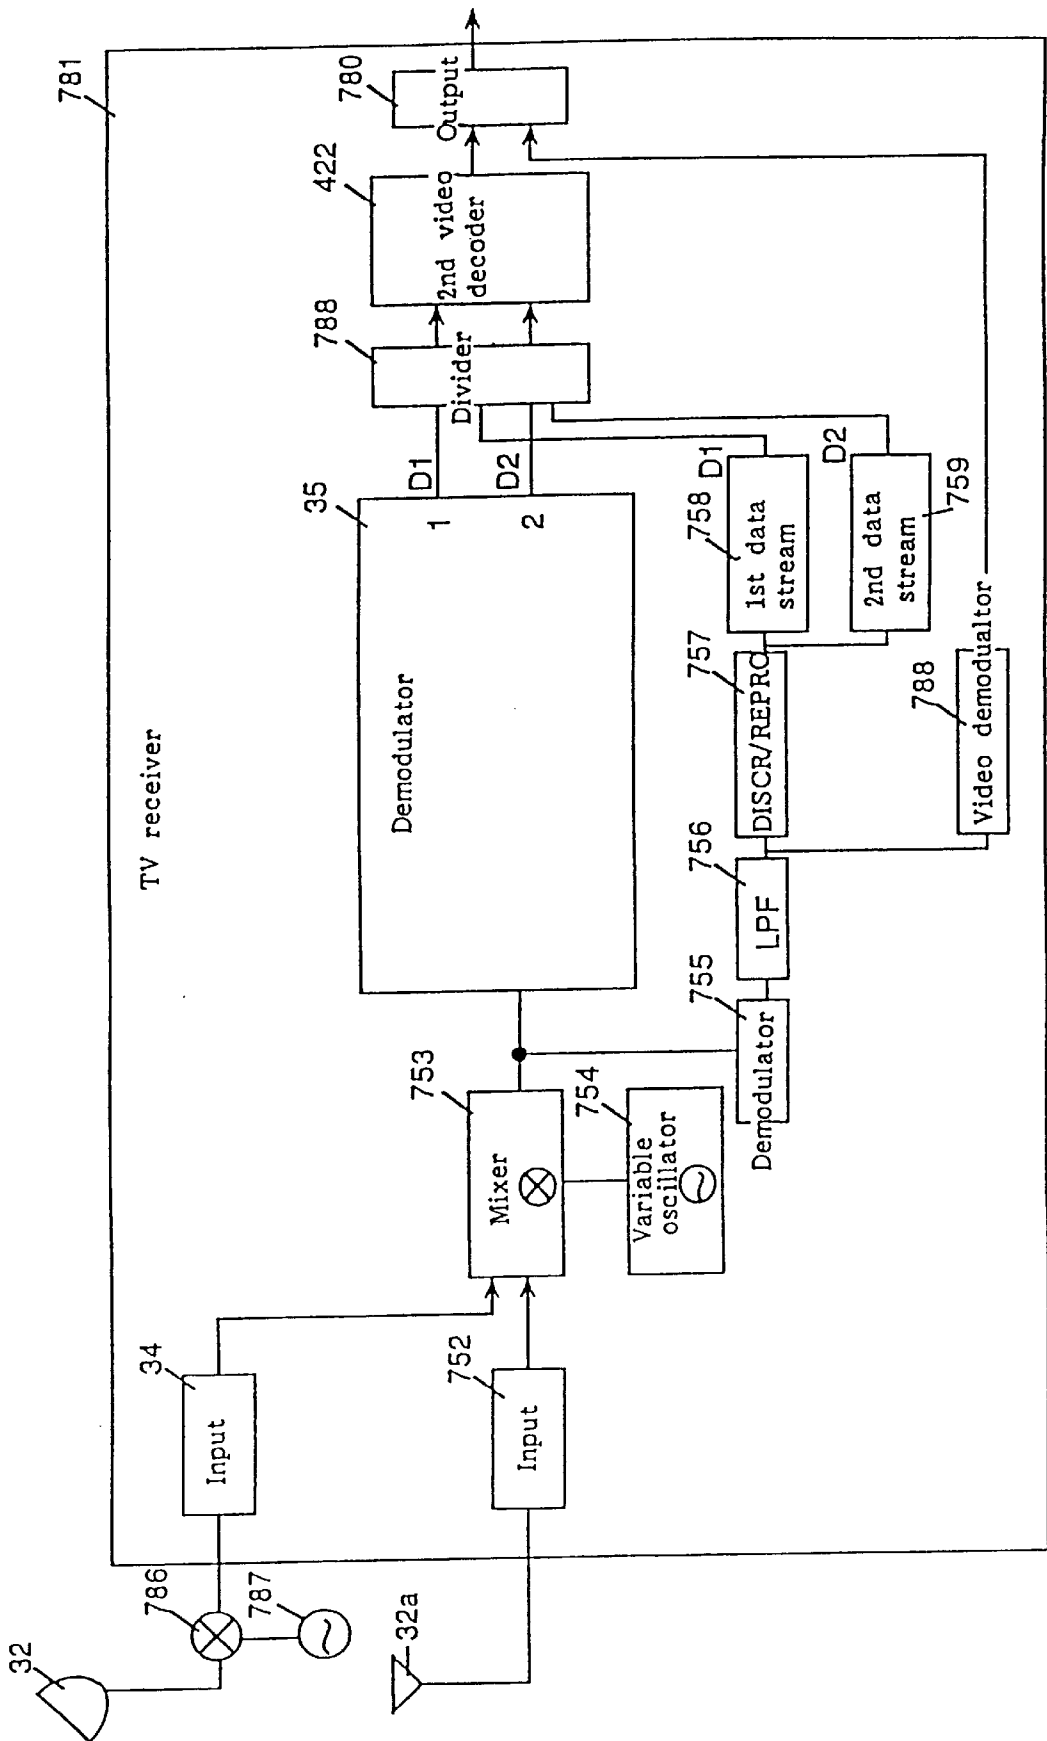 781
TV receiver
32
786
787
32a
34
Input
752
Input
753
Mixer
754
Variable
oscillator
35
Demodulator
1
2
D1
D2
788
Divider
422
2nd video
decoder
780
Output
755
Demodulator
756
LPF
757
DISCR/REPRO
758
1st data
stream
D1
759
2nd data
stream
D2
788
Video demodualtor